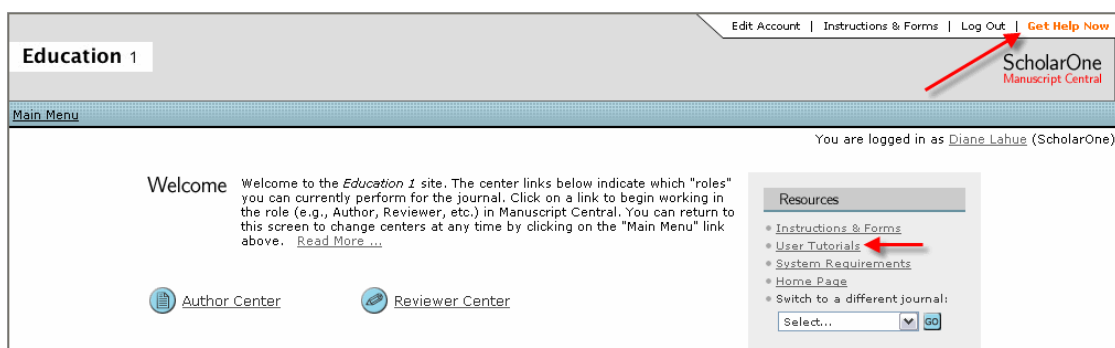 Edit Account | Instructions & Forms | Log Out | Get Help Now
Education 1
ScholarOne
Manuscript Central
Main Menu
You are logged in as Diane Lahue (ScholarOne)
Welcome
Welcome to the Education 1 site. The center links below indicate which "roles"
you can currently perform for the journal. Click on a link to begin working in
the role (e.g., Author, Reviewer, etc.) in Manuscript Central. You can return to
this screen to change centers at any time by clicking on the "Main Menu" link
above. Read More ...
Author Center
Reviewer Center
Resources
Instructions & Forms
User Tutorials
System Requirements
Home Page
Switch to a different journal:
Select...
GO